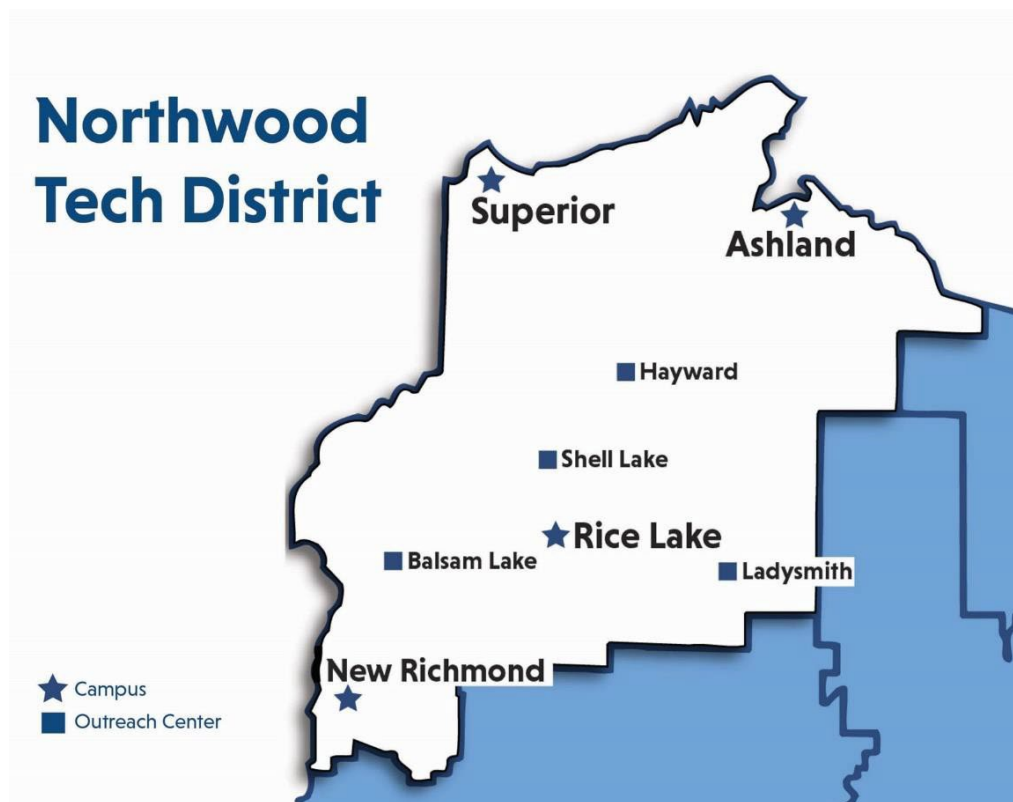 Northwood
Tech District
Superior
Ashland
Hayward
Shell Lake
Rice Lake
Balsam Lake
Ladysmith
New Richmond
Campus
Outreach Center